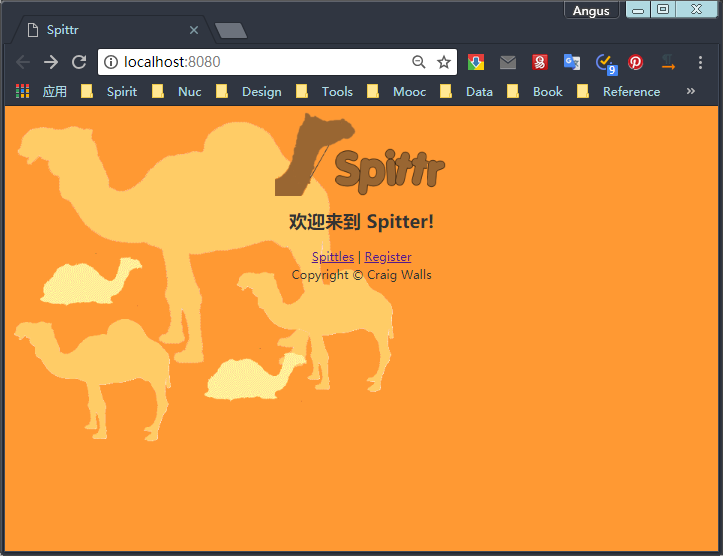 Angus
Spittr
localhost:8080
9
应用 Spirit Nuc Design Tools Mooc Data Book Reference »
Spittr
欢迎来到 Spitter!
Spittles | Register
Copyright © Craig Walls